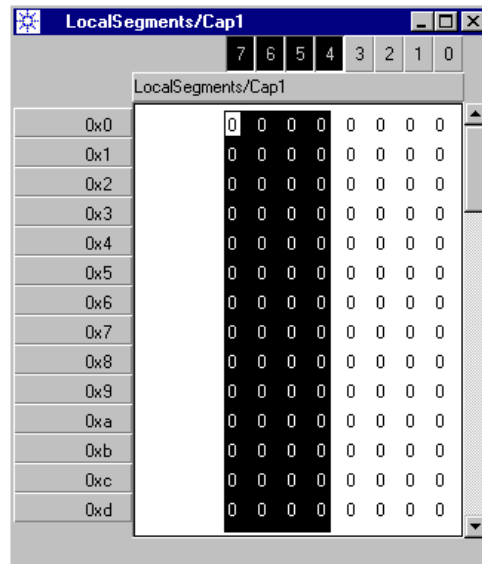 LocalSegments/Cap1
7 6 5 4 3 2 1 0
LocalSegments/Cap1
0x0 0 0 0 0 0 0 0 0
0x1 0 0 0 0 0 0 0 0
0x2 0 0 0 0 0 0 0 0
0x3 0 0 0 0 0 0 0 0
0x4 0 0 0 0 0 0 0 0
0x5 0 0 0 0 0 0 0 0
0x6 0 0 0 0 0 0 0 0
0x7 0 0 0 0 0 0 0 0
0x8 0 0 0 0 0 0 0 0
0x9 0 0 0 0 0 0 0 0
0xa 0 0 0 0 0 0 0 0
0xb 0 0 0 0 0 0 0 0
0xc 0 0 0 0 0 0 0 0
0xd 0 0 0 0 0 0 0 0